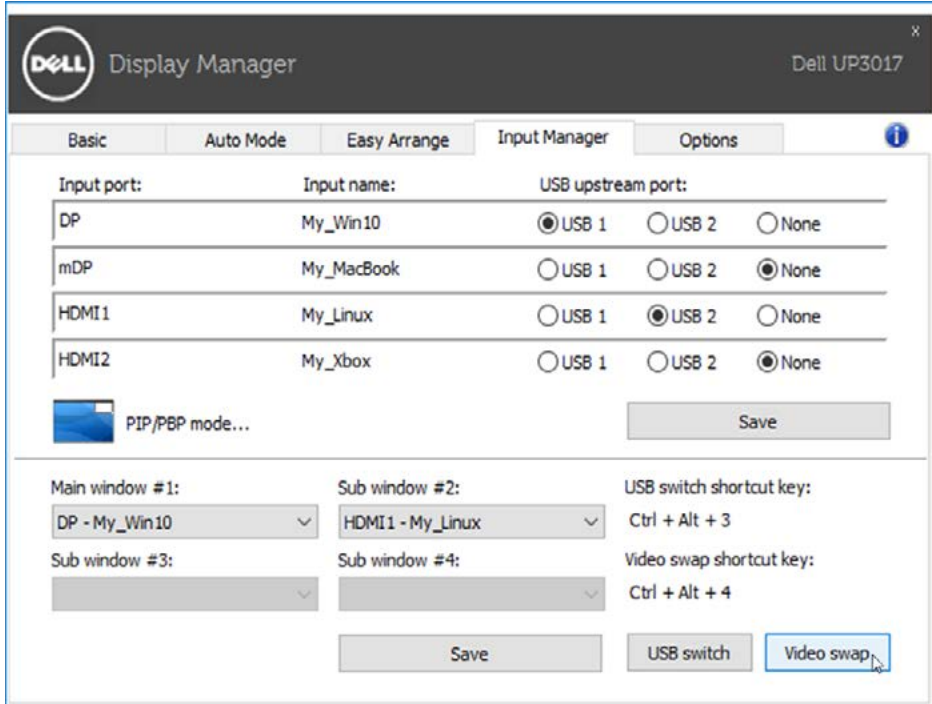 x
DELL Display Manager Dell UP3017
Basic Auto Mode Easy Arrange Input Manager Options i
Input port: Input name: USB upstream port:
DP My_Win10 USB 1 USB 2 None
mDP My_MacBook USB 1 USB 2 None
HDMI1 My_Linux USB 1 USB 2 None
HDMI2 My_Xbox USB 1 USB 2 None
PIP/PBP mode... Save
Main window #1: Sub window #2: USB switch shortcut key:
DP - My_Win10 HDMI1 - My_Linux Ctrl + Alt + 3
Sub window #3: Sub window #4: Video swap shortcut key:
Ctrl + Alt + 4
Save USB switch Video swap